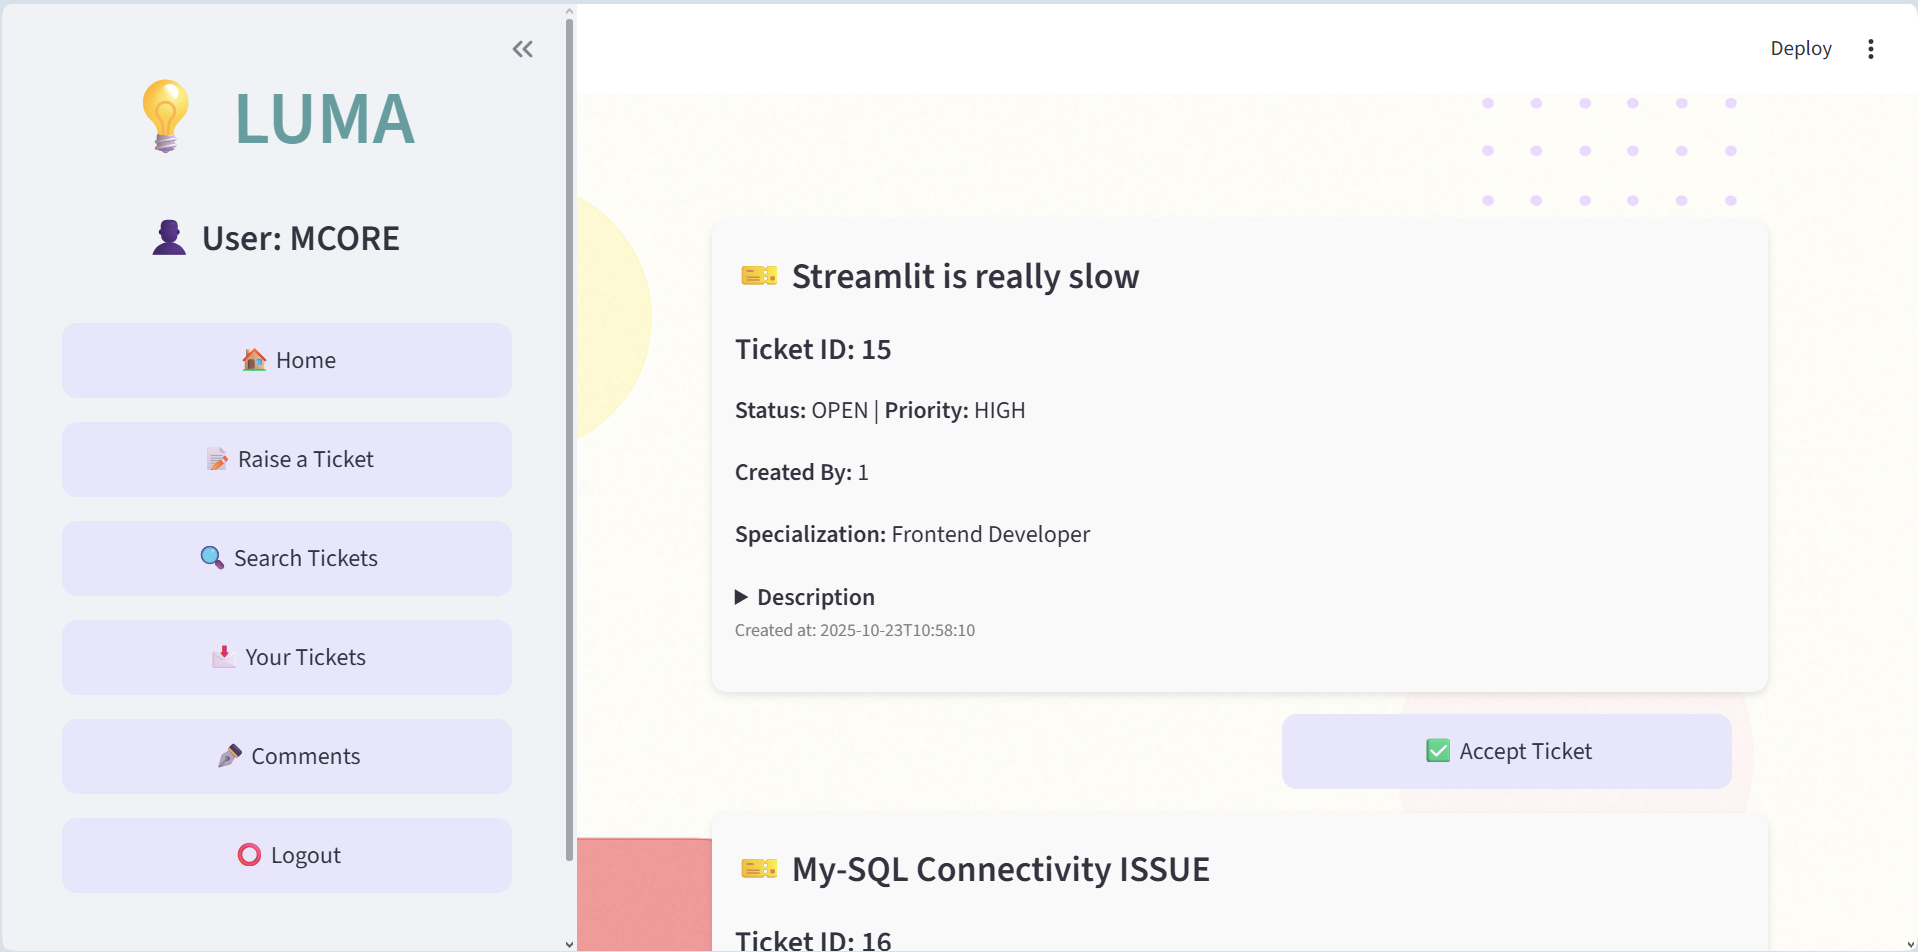 LUMA
User: MCORE
Home
Raise a Ticket
Search Tickets
Your Tickets
Comments
Logout
Deploy
Streamlit is really slow
Ticket ID: 15
Status: OPEN | Priority: HIGH
Created By: 1
Specialization: Frontend Developer
Description
Created at: 2025-10-23T10:58:10
Accept Ticket
My-SQL Connectivity ISSUE
Ticket ID: 16